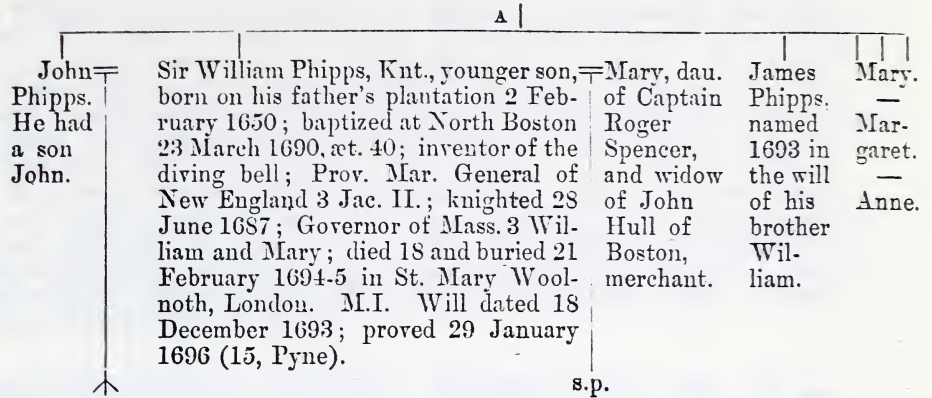 A
John
Phipps.
He had
a son
John.
Sir William Phipps, Knt., younger son,
born on his father's plantation 2 Feb-
ruary 1650; baptized at North Boston
23 March 1690, æt. 40; inventor of the
diving bell; Prov. Mar. General of
New England 3 Jac. II.; knighted 28
June 1687; Governor of Mass. 3 Wil-
liam and Mary; died 18 and buried 21
February 1694-5 in St. Mary Wool-
noth, London. M.I. Will dated 18
December 1693; proved 29 January
1696 (15, Pyne).
Mary, dau.
of Captain
Roger
Spencer,
and widow
of John
Hull of
Boston,
merchant.
s.p.
James
Phipps,
named
1693 in
the will
of his
brother
Wil-
liam.
Mary.
—
Mar-
garet.
—
Anne.